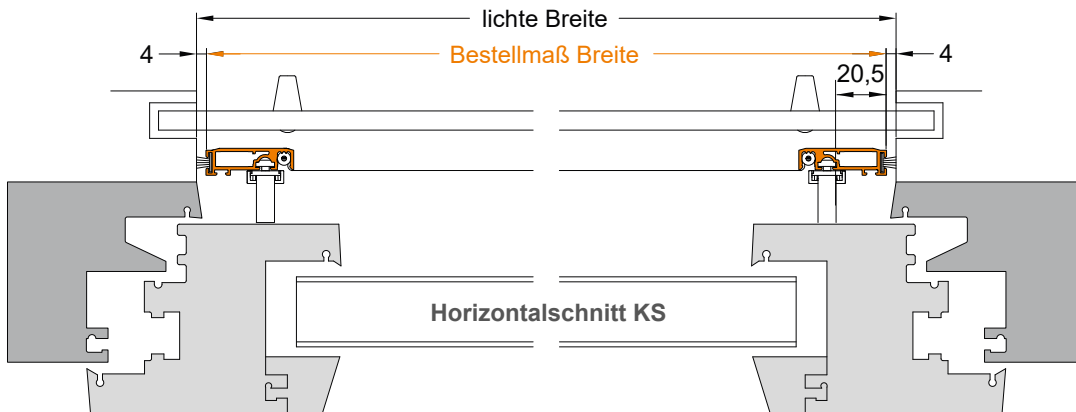 lichte Breite
4
Bestellmaß Breite
4
20,5
Horizontalschnitt KS